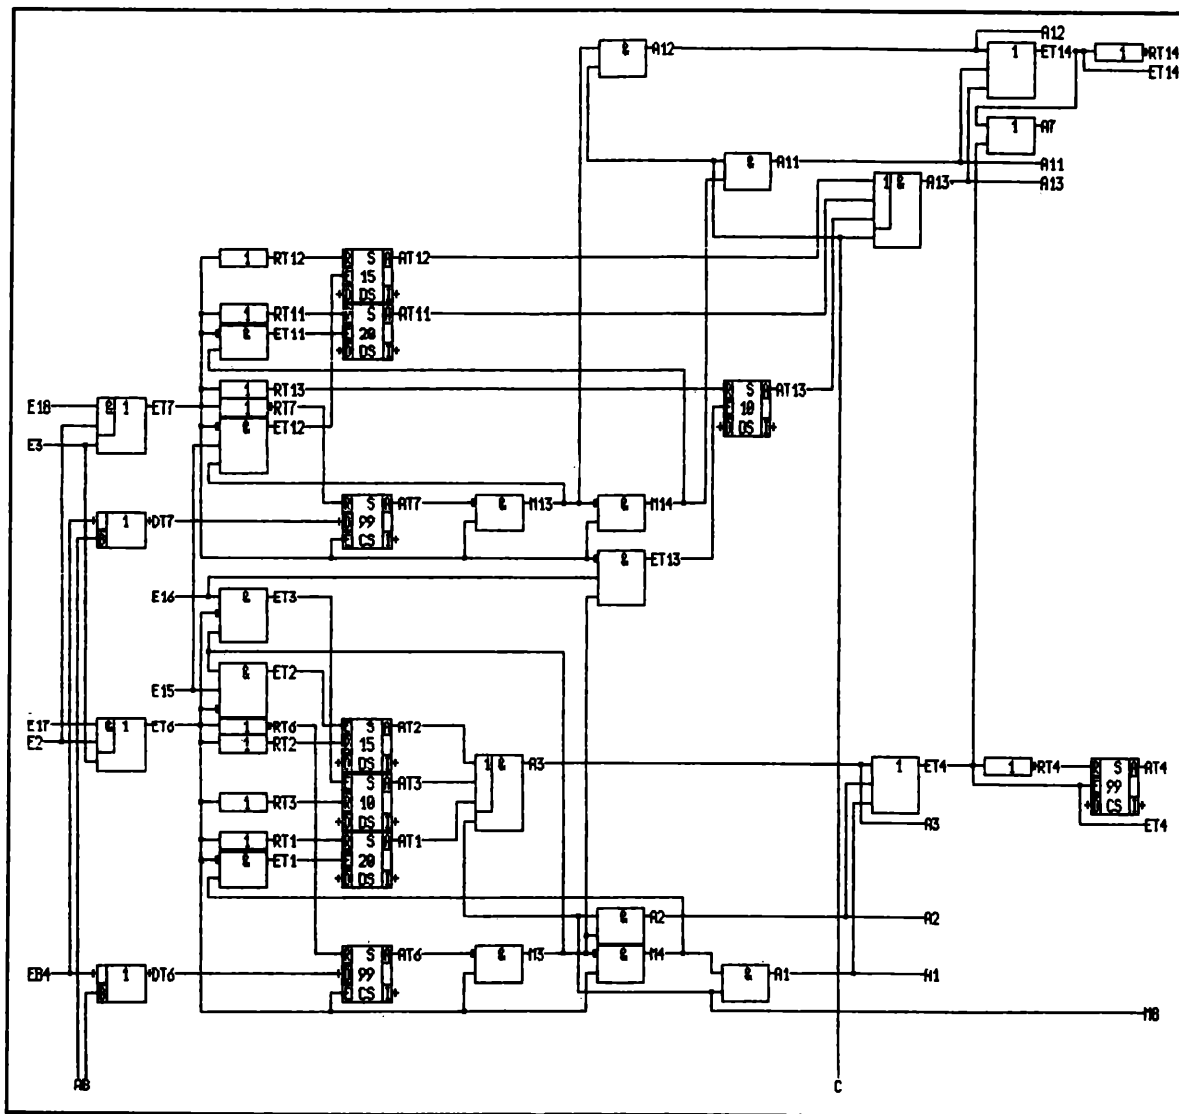 & A12 A12
1 ET14 1 RT14
ET14
1 A7
& A11 A11
1 & A13 A13
1 RT12 S AT12
15
DS
1 RT11 S AT11
& ET11 20
DS
1 RT13 S AT13
E18 & 1 ET7 1 RT7 10
& ET12 DS
E3
S AT7 & M13 & M14
1 DT7 99
CS
& ET13
E16 & ET3
& ET2
E15
E17 & 1 ET6 1 RT6 S AT2
E2 1 RT2 15
DS
1 & A3 1 ET4 1 RT4 S AT4
S AT3 99
1 RT3 10 CS
DS
A3 ET4
1 RT1 S AT1
& ET1 20
DS
& A2 A2
S AT6 & M3 & M4
EB4 1 DT6 99 & A1 A1
CS
M8
AB C